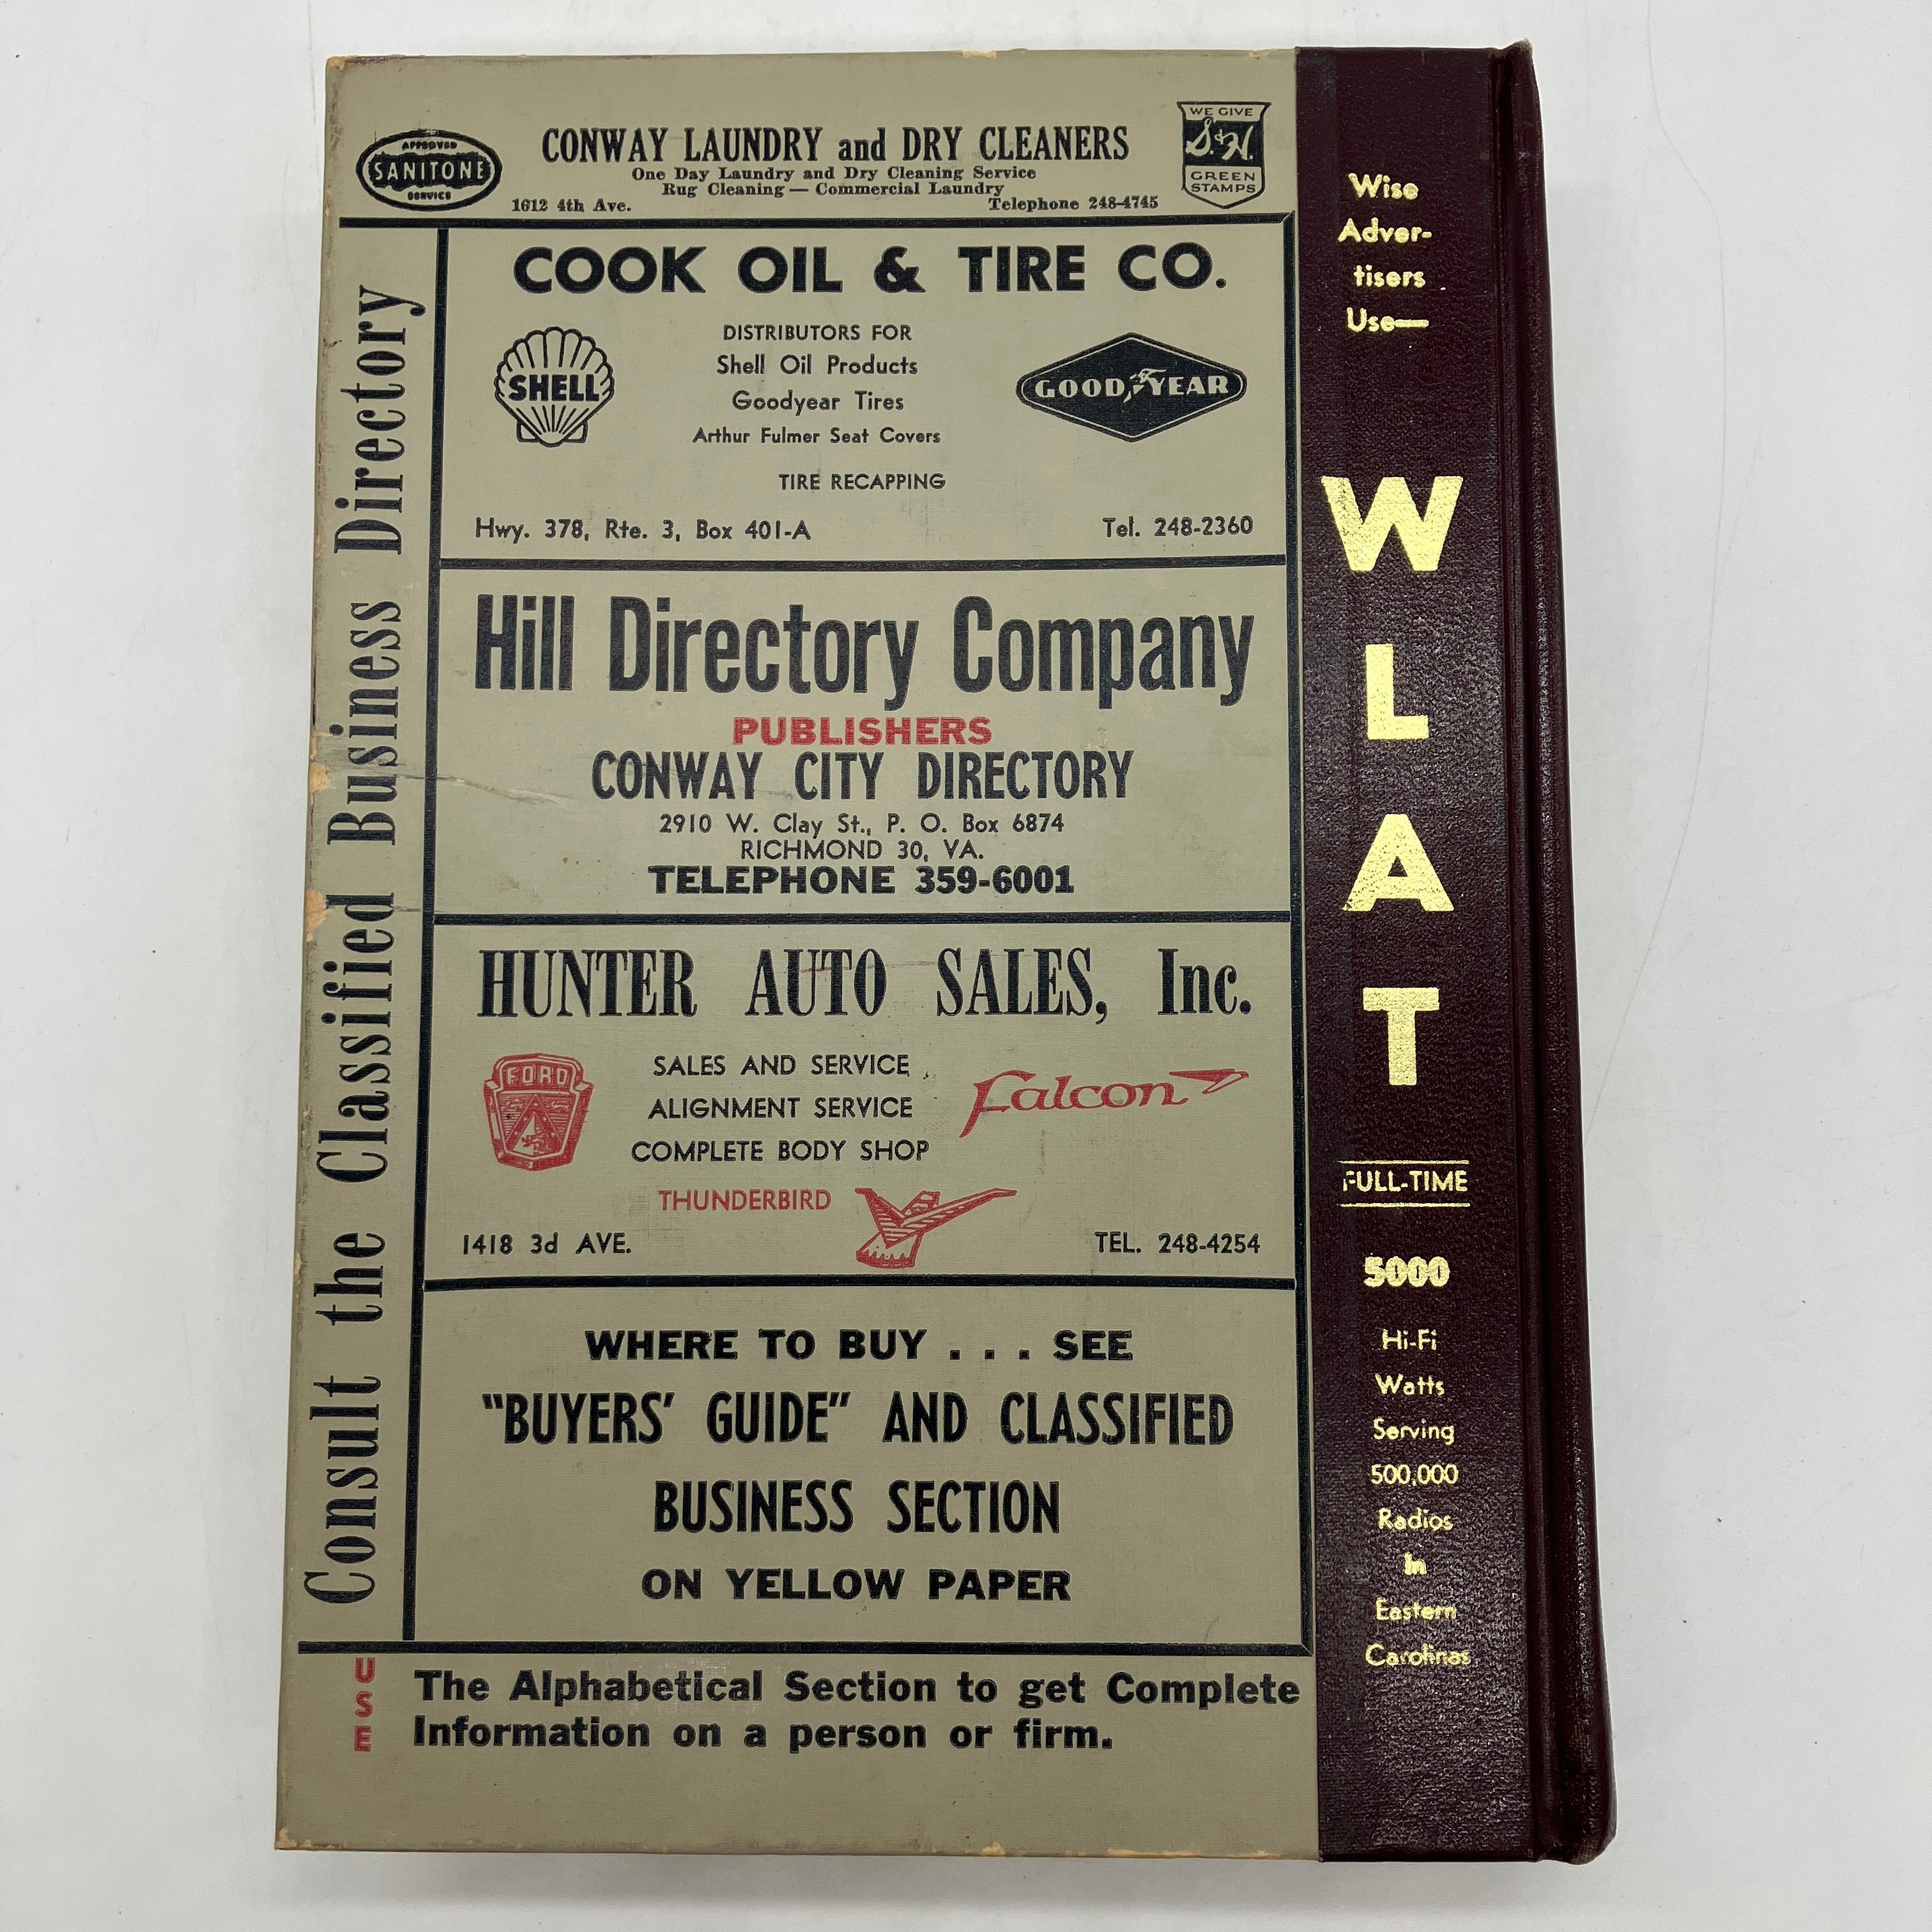 APPROVED
SANITONE
SERVICE
CONWAY LAUNDRY and DRY CLEANERS
One Day Laundry and Dry Cleaning Service
Rug Cleaning — Commercial Laundry
1612 4th Ave.
Telephone 248-4745
WE GIVE
S. & H.
GREEN
STAMPS
Consult the Classified Business Directory
COOK OIL & TIRE CO.
SHELL
DISTRIBUTORS FOR
Shell Oil Products
Goodyear Tires
Arthur Fulmer Seat Covers
TIRE RECAPPING
GOODYEAR
Hwy. 378, Rte. 3, Box 401-A
Tel. 248-2360
Hill Directory Company
PUBLISHERS
CONWAY CITY DIRECTORY
2910 W. Clay St., P. O. Box 6874
RICHMOND 30, VA.
TELEPHONE 359-6001
HUNTER AUTO SALES, Inc.
FORD
SALES AND SERVICE
ALIGNMENT SERVICE
COMPLETE BODY SHOP
Falcon
THUNDERBIRD
1418 3d AVE.
TEL. 248-4254
WHERE TO BUY . . . SEE
"BUYERS' GUIDE" AND CLASSIFIED
BUSINESS SECTION
ON YELLOW PAPER
USE
The Alphabetical Section to get Complete
Information on a person or firm.
Wise
Adver-
tisers
Use—
W
L
A
T
FULL-TIME
5000
Hi-Fi
Watts
Serving
500,000
Radios
In
Eastern
Carolinas